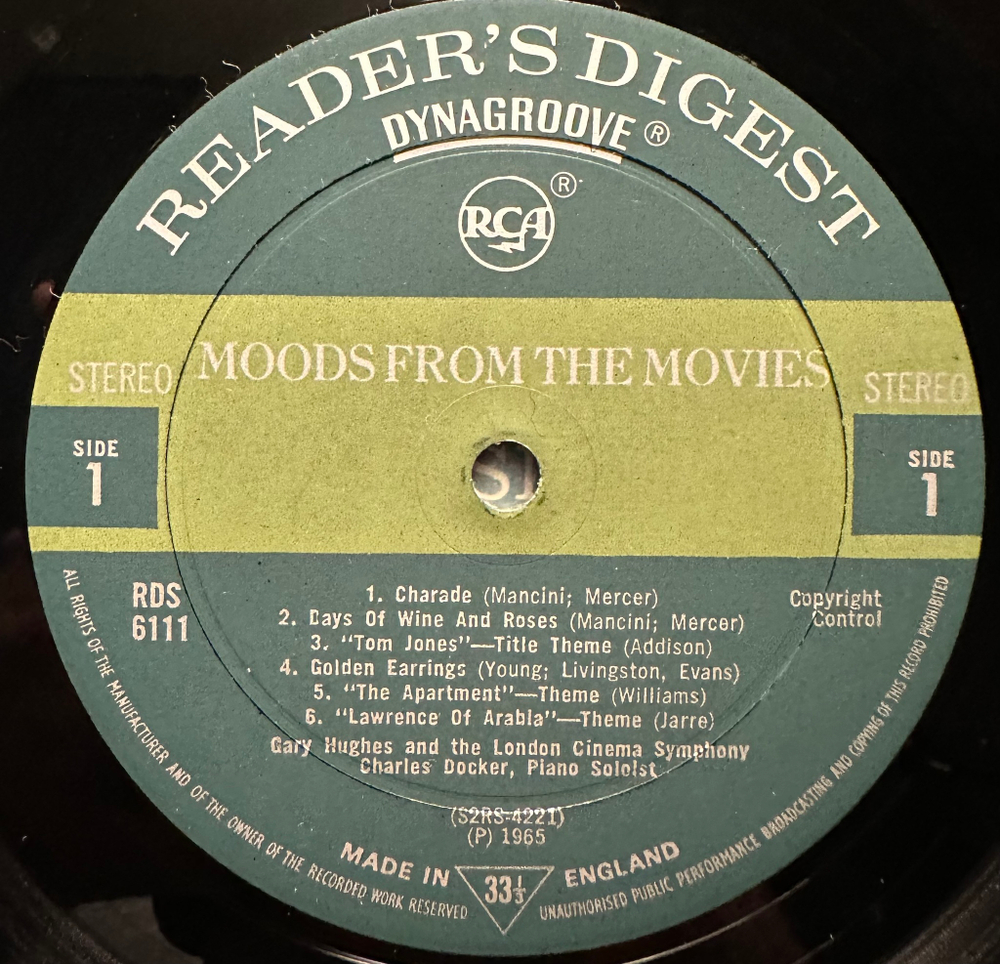 READER'S DIGEST
DYNAGROOVE ®
RCA ®
MOODS FROM THE MOVIES
STEREO
STEREO
SIDE
1
SIDE
1
RDS
6111
Copyright
Control
1. Charade (Mancini; Mercer)
2. Days Of Wine And Roses (Mancini; Mercer)
3. “Tom Jones”—Title Theme (Addison)
4. Golden Earrings (Young; Livingston, Evans)
5. “The Apartment”—Theme (Williams)
6. “Lawrence Of Arabia”—Theme (Jarre)
Gary Hughes and the London Cinema Symphony
Charles Docker, Piano Soloist
(S2RS-4221)
(P) 1965
MADE IN ENGLAND
33⅓
ALL RIGHTS OF THE MANUFACTURER AND OF THE OWNER OF THE RECORDED WORK RESERVED
UNAUTHORISED PUBLIC PERFORMANCE BROADCASTING AND COPYING OF THIS RECORD PROHIBITED